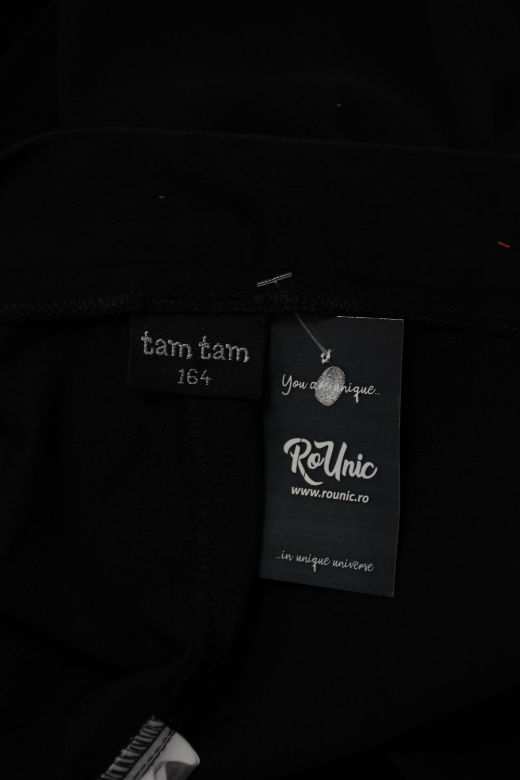 tam tam
164
You are unique...
RoUnic
www.rounic.ro
...in unique universe